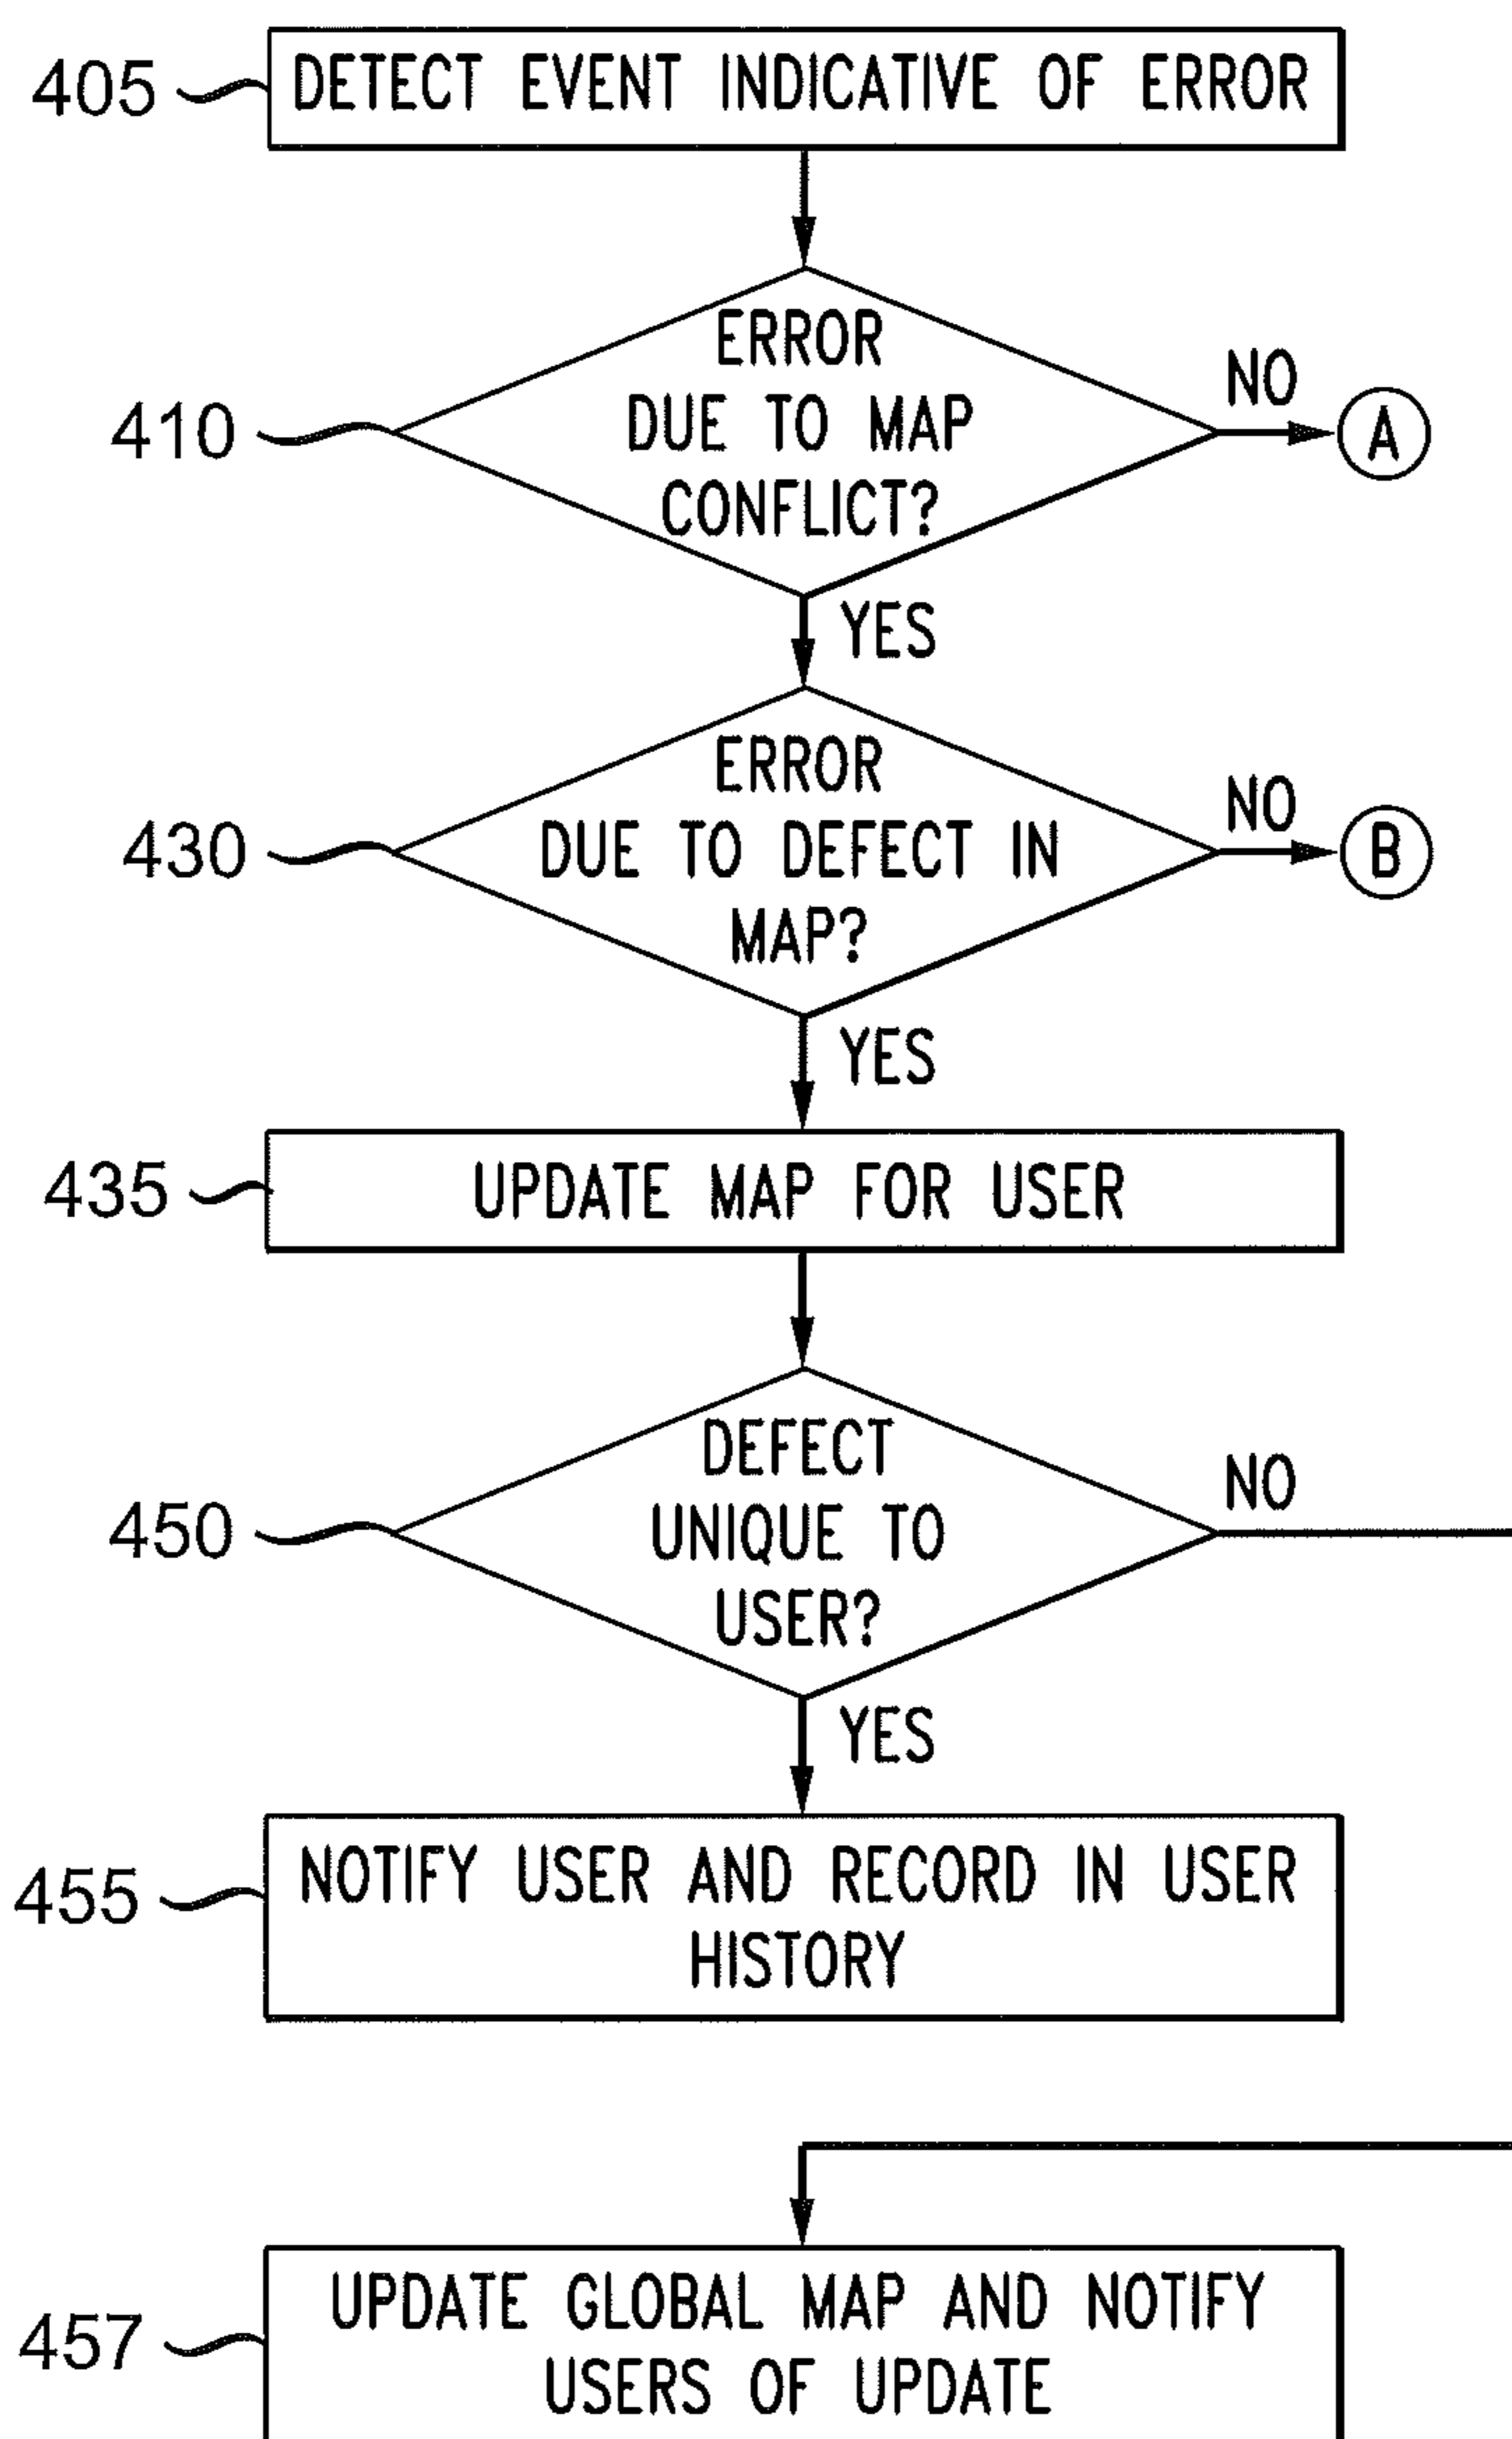 405
DETECT EVENT INDICATIVE OF ERROR
410
ERROR
DUE TO MAP
CONFLICT?
NO
A
YES
430
ERROR
DUE TO DEFECT IN
MAP?
NO
B
YES
435
UPDATE MAP FOR USER
450
DEFECT
UNIQUE TO
USER?
NO
YES
455
NOTIFY USER AND RECORD IN USER
HISTORY
457
UPDATE GLOBAL MAP AND NOTIFY
USERS OF UPDATE